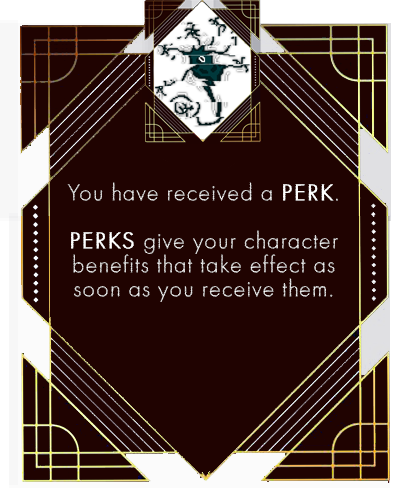 You have received a PERK.
PERKS give your character
benefits that take effect as
soon as you receive them.